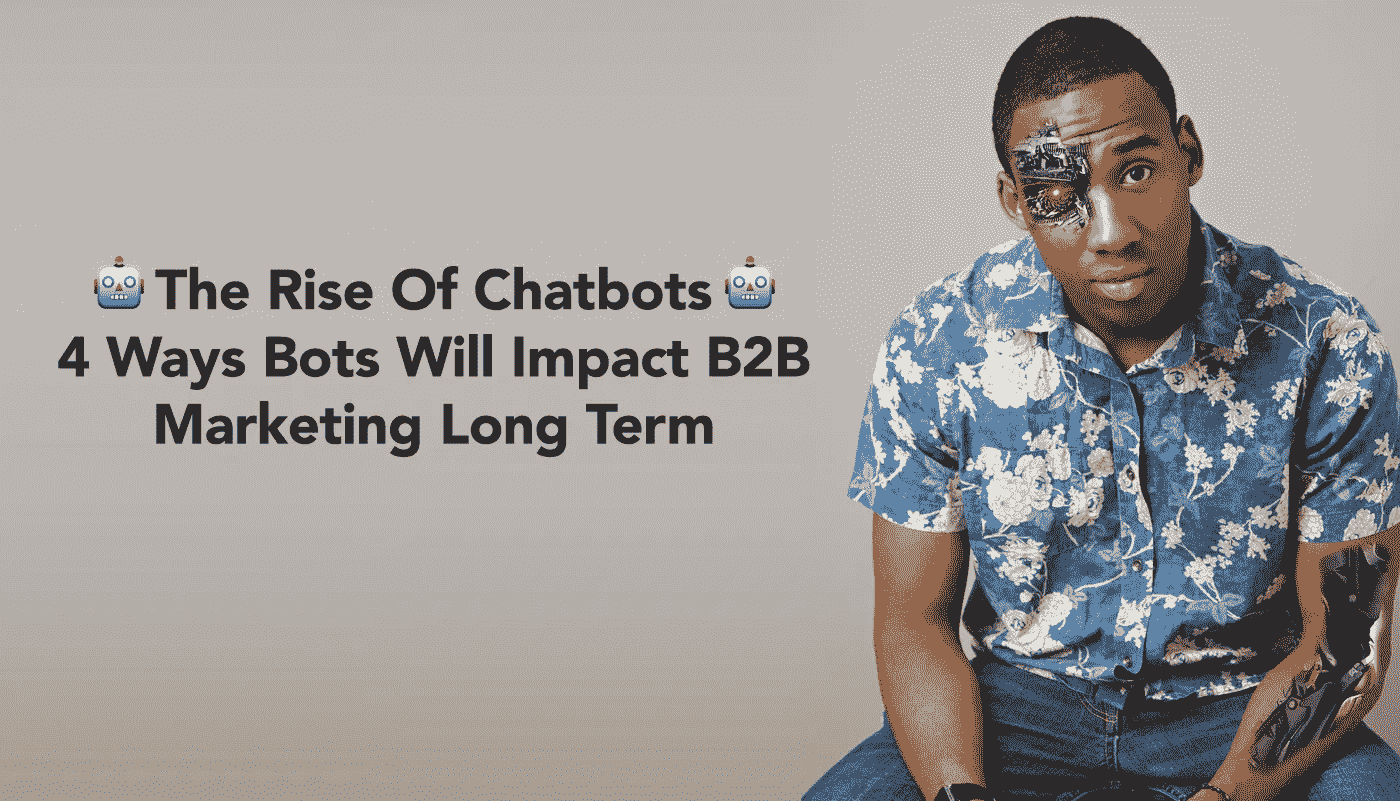 🤖 The Rise Of Chatbots 🤖
4 Ways Bots Will Impact B2B
Marketing Long Term